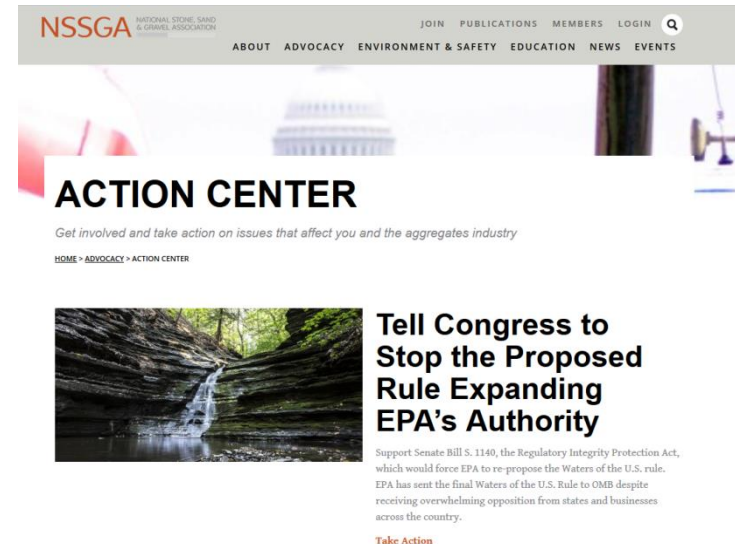 NSSGA NATIONAL STONE, SAND
& GRAVEL ASSOCIATION
JOIN PUBLICATIONS MEMBERS LOGIN
ABOUT ADVOCACY ENVIRONMENT & SAFETY EDUCATION NEWS EVENTS
ACTION CENTER
Get involved and take action on issues that affect you and the aggregates industry
HOME > ADVOCACY > ACTION CENTER
Tell Congress to
Stop the Proposed
Rule Expanding
EPA's Authority
Support Senate Bill S. 1140, the Regulatory Integrity Protection Act,
which would force EPA to re-propose the Waters of the U.S. rule.
EPA has sent the final Waters of the U.S. Rule to OMB despite
receiving overwhelming opposition from states and businesses
across the country.
Take Action